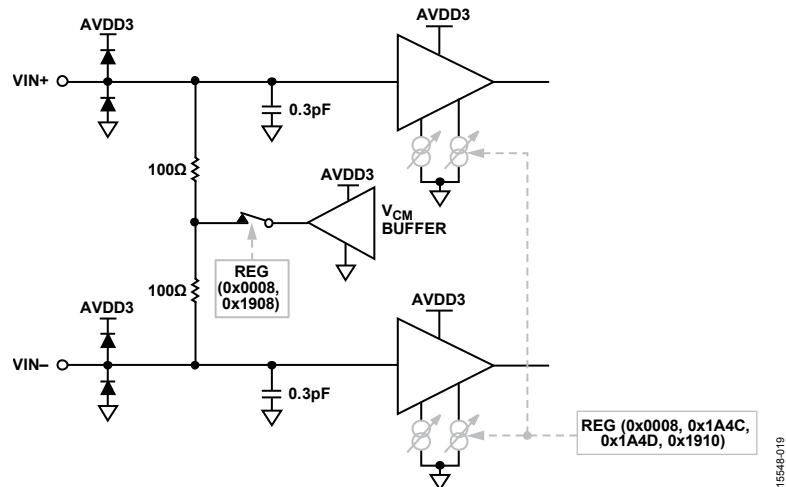 AVDD3
AVDD3
VIN+
0.3pF
100Ω
AVDD3
VCM
BUFFER
REG
(0x0008,
0x1908)
100Ω
AVDD3
AVDD3
VIN–
0.3pF
REG (0x0008, 0x1A4C,
0x1A4D, 0x1910)
15548-019